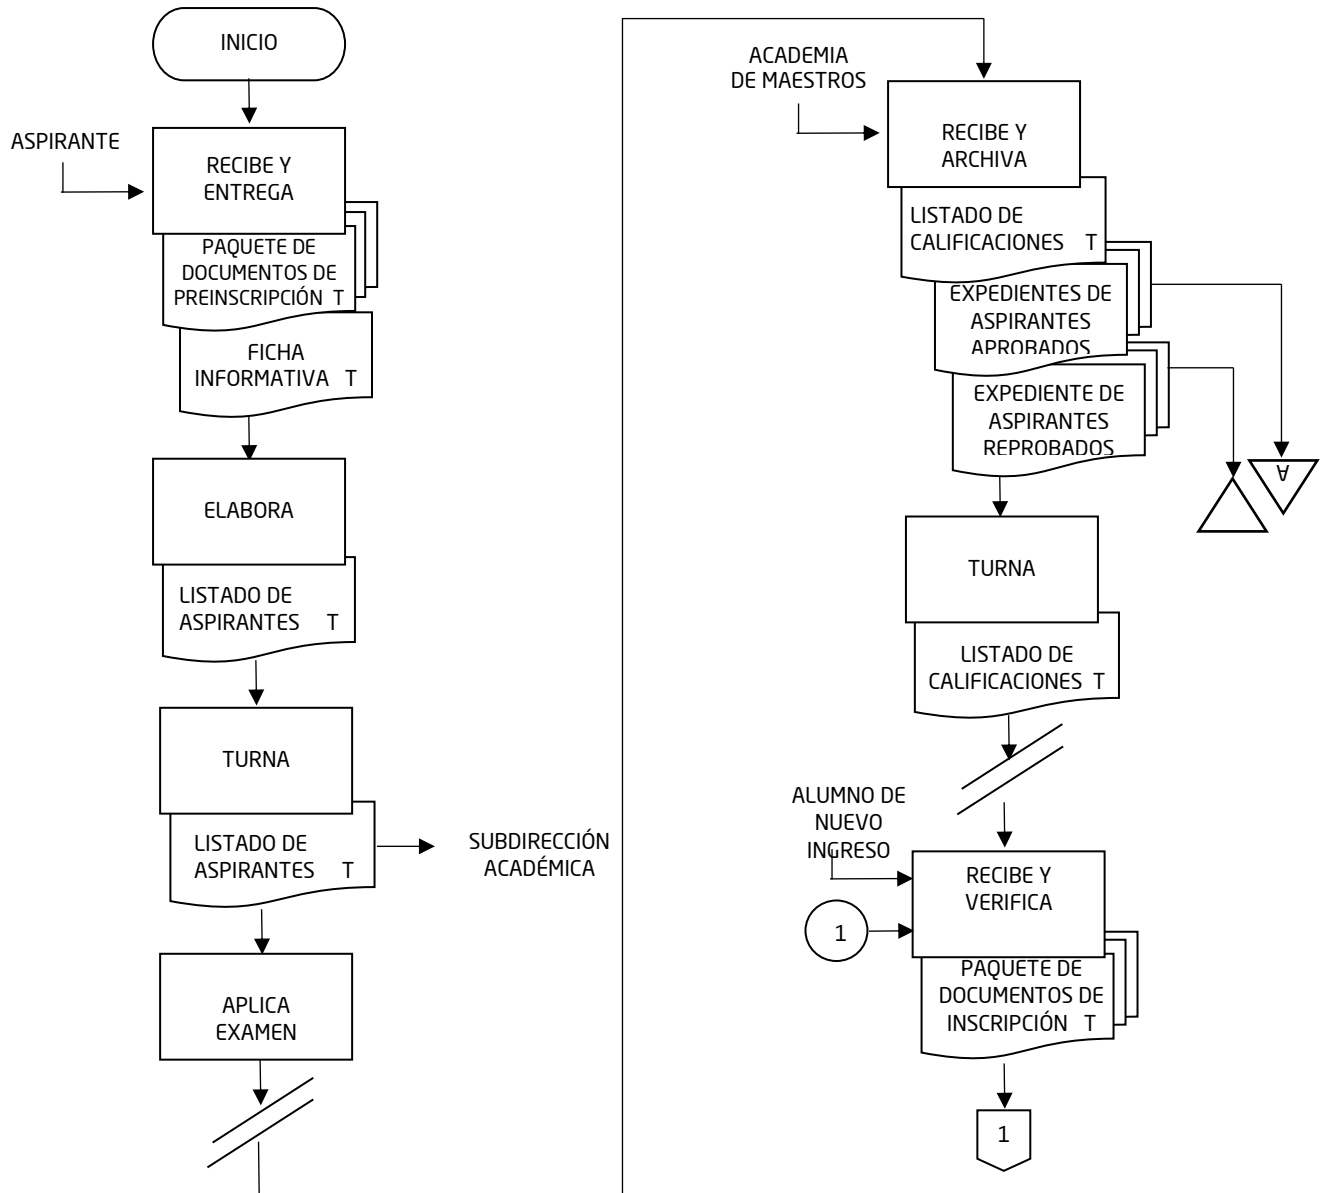 INICIO
ASPIRANTE
RECIBE Y
ENTREGA
PAQUETE DE
DOCUMENTOS DE
PREINSCRIPCIÓN T
FICHA
INFORMATIVA T
ELABORA
LISTADO DE
ASPIRANTES T
TURNA
LISTADO DE
ASPIRANTES T
SUBDIRECCIÓN
ACADÉMICA
APLICA
EXAMEN
ACADEMIA
DE MAESTROS
RECIBE Y
ARCHIVA
LISTADO DE
CALIFICACIONES T
EXPEDIENTES DE
ASPIRANTES
APROBADOS
EXPEDIENTE DE
ASPIRANTES
REPROBADOS
A
TURNA
LISTADO DE
CALIFICACIONES T
ALUMNO DE
NUEVO
INGRESO
RECIBE Y
VERIFICA
1
PAQUETE DE
DOCUMENTOS DE
INSCRIPCIÓN T
1